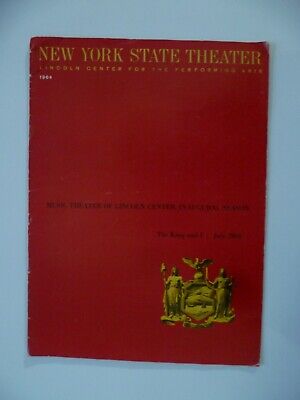 NEW YORK STATE THEATER
LINCOLN CENTER FOR THE PERFORMING ARTS
1964
MUSIC THEATER OF LINCOLN CENTER, INAUGURAL SEASON
The King and I July 1964